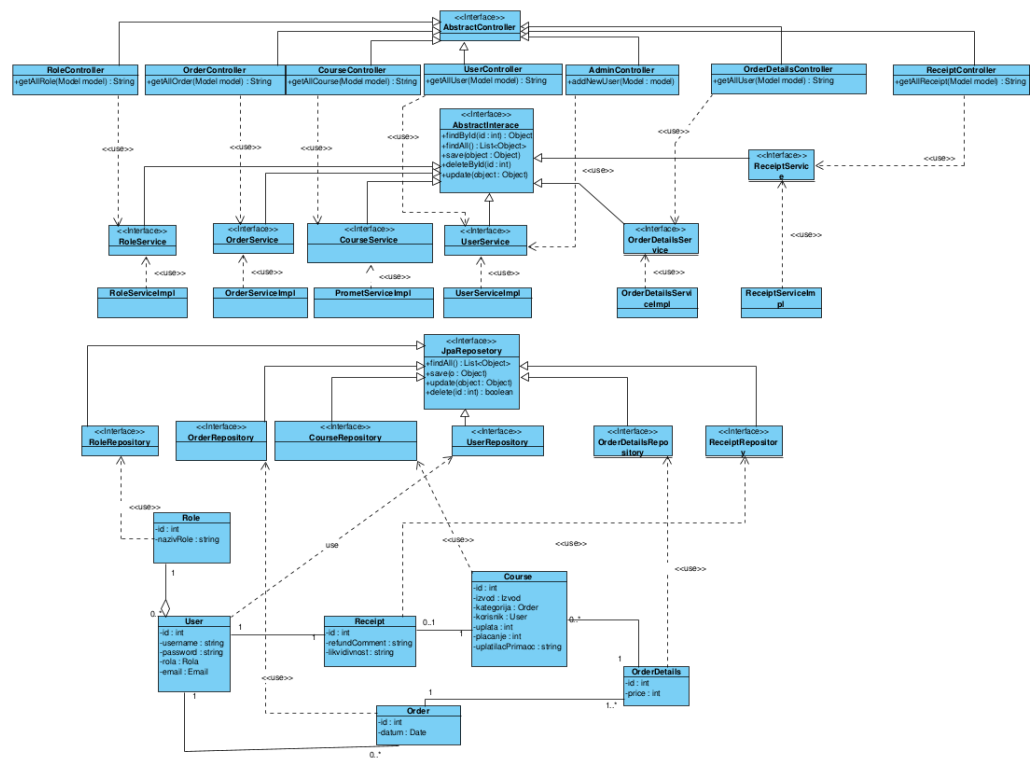 <<Interface>>
AbstractController
RoleController
+getAllRole(Model model) : String
OrderController
+getAllOrder(Model model) : String
CourseController
+getAllCourse(Model model) : String
UserController
+getAllUser(Model model) : String
AdminController
+addNewUser(Model : model)
OrderDetailsController
+getAllUser(Model model) : String
ReceiptController
+getAllReceipt(Model model) : String
<<Interface>>
AbstractInterace
+findById(id : int) : Object
+findAll() : List<Object>
+save(object : Object)
+deleteById(id : int)
+update(object : Object)
<<use>>
<<use>>
<<use>>
<<use>>
<<use>>
<<use>>
<<use>>
<<Interface>>
ReceiptServic
e
<<Interface>>
RoleService
<<Interface>>
OrderService
<<Interface>>
CourseService
<<Interface>>
UserService
<<Interface>>
OrderDetailsSer
vice
<<use>>
<<use>>
<<use>>
<<use>>
<<use>>
<<use>>
RoleServiceImpl
OrderServiceImpl
PrometServiceImpl
UserServiceImpl
OrderDetailsServi
ceImpl
ReceiptServiceIm
pl
<<Interface>>
JpaReposetory
+findAll() : List<Object>
+save(o : Object)
+update(object : Object)
+delete(id : int) : boolean
<<Interface>>
RoleRepository
<<Interface>>
OrderRepository
<<Interface>>
CourseRepository
<<Interface>>
UserRepository
<<Interface>>
OrderDetailsRepo
sitory
<<Interface>>
ReceiptRepositor
y
<<use>>
use
<<use>>
<<use>>
<<use>>
<<use>>
Role
-id : int
-nazivRole : string
1
0..*
User
-id : int
-username : string
-password : string
-rola : Rola
-email : Email
1
1
Receipt
-id : int
-refundComment : string
-likvidivnost : string
0..1
1
Course
-id : int
-izvod : Izvod
-kategorija : Order
-korisnik : User
-uplata : int
-placanje : int
-uplatilacPrimaoc : string
0..*
1
OrderDetails
-id : int
-price : int
1
1..*
Order
-id : int
-datum : Date
1
0..*